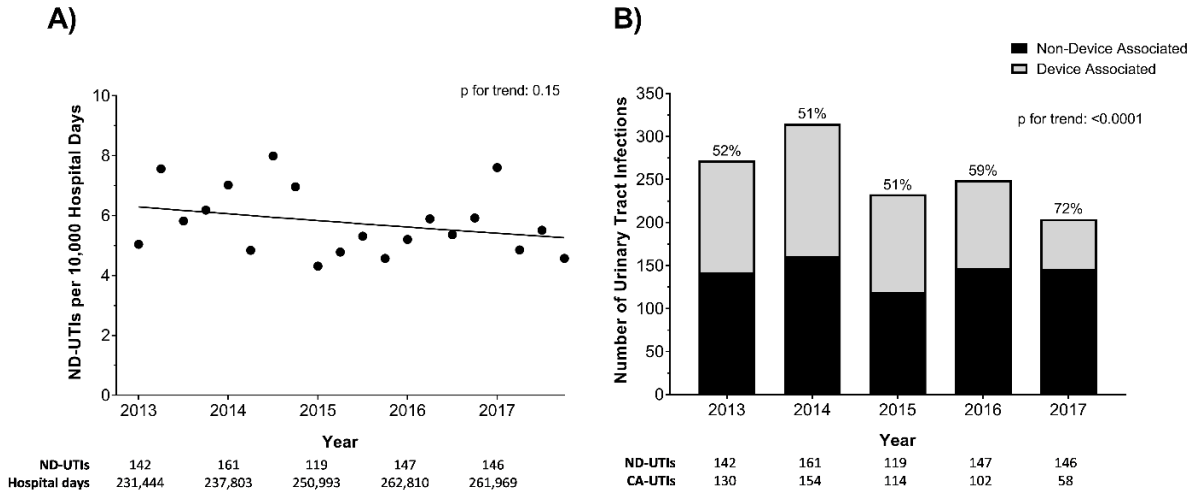 A)
p for trend: 0.15
ND-UTIs per 10,000 Hospital Days
10
8
6
4
2
0
2013 2014 2015 2016 2017
Year
ND-UTIs 142 161 119 147 146
Hospital days 231,444 237,803 250,993 262,810 261,969
B)
Non-Device Associated
Device Associated
p for trend: <0.0001
Number of Urinary Tract Infections
350
300
250
200
150
100
50
0
52% 51% 51% 59% 72%
2013 2014 2015 2016 2017
Year
ND-UTIs 142 161 119 147 146
CA-UTIs 130 154 114 102 58